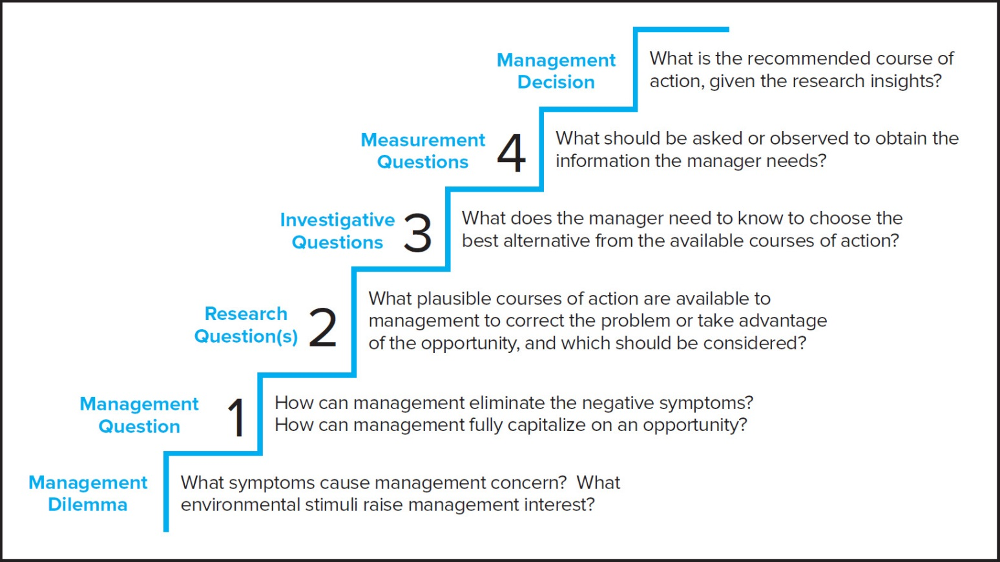 Management
Decision
What is the recommended course of
action, given the research insights?
Measurement
Questions
4
What should be asked or observed to obtain the
information the manager needs?
Investigative
Questions
3
What does the manager need to know to choose the
best alternative from the available courses of action?
Research
Question(s)
2
What plausible courses of action are available to
management to correct the problem or take advantage
of the opportunity, and which should be considered?
Management
Question
1
How can management eliminate the negative symptoms?
How can management fully capitalize on an opportunity?
Management
Dilemma
What symptoms cause management concern?  What
environmental stimuli raise management interest?